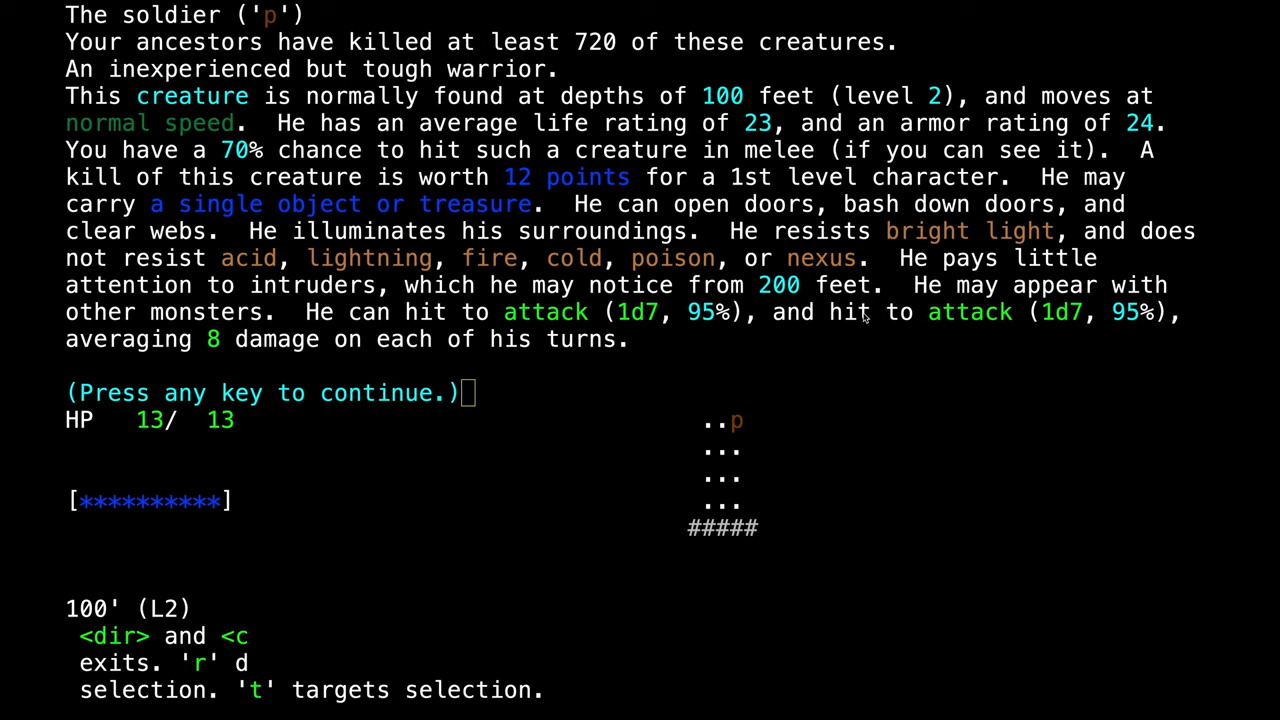 The soldier ('p')
Your ancestors have killed at least 720 of these creatures.
An inexperienced but tough warrior.
This creature is normally found at depths of 100 feet (level 2), and moves at
normal speed.  He has an average life rating of 23, and an armor rating of 24.
You have a 70% chance to hit such a creature in melee (if you can see it).  A
kill of this creature is worth 12 points for a 1st level character.  He may
carry a single object or treasure.  He can open doors, bash down doors, and
clear webs.  He illuminates his surroundings.  He resists bright light, and does
not resist acid, lightning, fire, cold, poison, or nexus.  He pays little
attention to intruders, which he may notice from 200 feet.  He may appear with
other monsters.  He can hit to attack (1d7, 95%), and hit to attack (1d7, 95%),
averaging 8 damage on each of his turns.
(Press any key to continue.)
HP   13/  13
..p
...
...
[**********]
...
#####
100' (L2)
<dir> and <c
exits. 'r' d
selection. 't' targets selection.